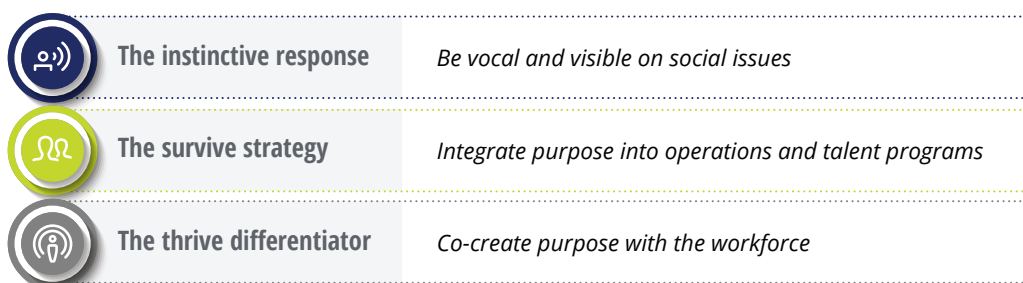 The instinctive response Be vocal and visible on social issues
The survive strategy Integrate purpose into operations and talent programs
The thrive differentiator Co-create purpose with the workforce